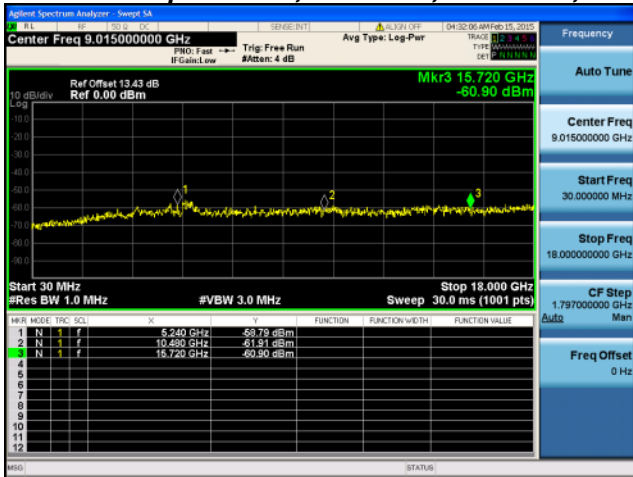 Agilent Spectrum Analyzer - Swept SA
RL RF 50 Ω DC SENSE:INT ALIGN OFF 04:32:06 AM Feb 15, 2015
Center Freq 9.015000000 GHz
PNO: Fast
IFGain:Low
Trig: Free Run
#Atten: 4 dB
Avg Type: Log-Pwr
TRACE 1 2 3 4 5 6
TYPE
DET P N N N N N
Ref Offset 13.43 dB
Ref 0.00 dBm
Mkr3 15.720 GHz
-60.90 dBm
10 dB/div
Log
-10.0
-20.0
-30.0
-40.0
-50.0
-60.0
-70.0
-80.0
-90.0
1
2
3
Start 30 MHz
Stop 18.000 GHz
#Res BW 1.0 MHz #VBW 3.0 MHz Sweep 30.0 ms (1001 pts)
MKR MODE TRC SCL X Y FUNCTION FUNCTION WIDTH FUNCTION VALUE
1 N 1 f 5.240 GHz -58.79 dBm
2 N 1 f 10.480 GHz -61.91 dBm
3 N 1 f 15.720 GHz -60.90 dBm
4
5
6
7
8
9
10
11
12
MSG STATUS
Frequency
Auto Tune
Center Freq
9.015000000 GHz
Start Freq
30.000000 MHz
Stop Freq
18.000000000 GHz
CF Step
1.797000000 GHz
Auto Man
Freq Offset
0 Hz